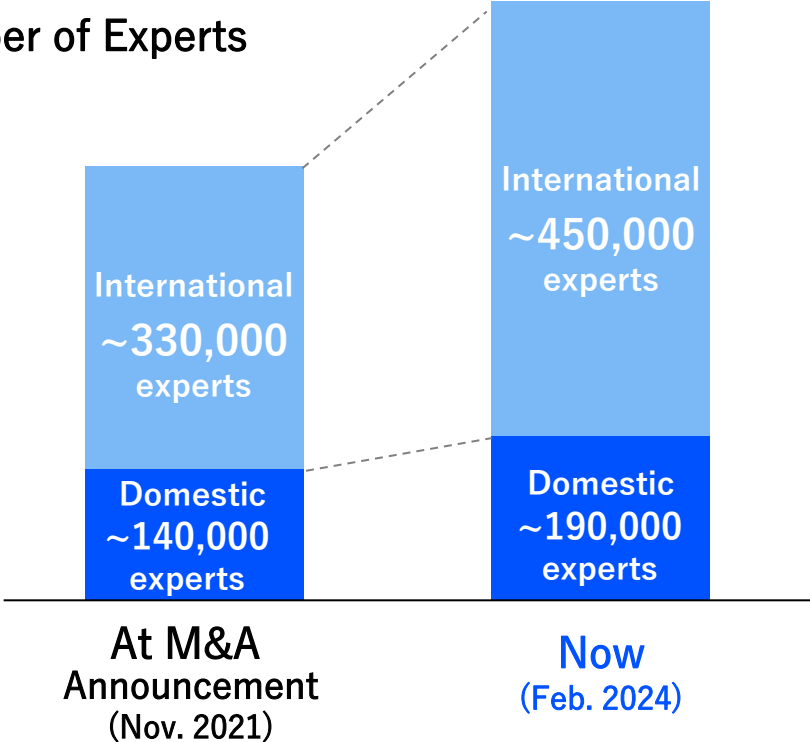 of Experts
International
~450,000
experts
International
~330,000
experts
Domestic
~190,000
experts
Domestic
~140,000
experts
At M&A
Announcement
(Nov. 2021)
Now
(Feb. 2024)